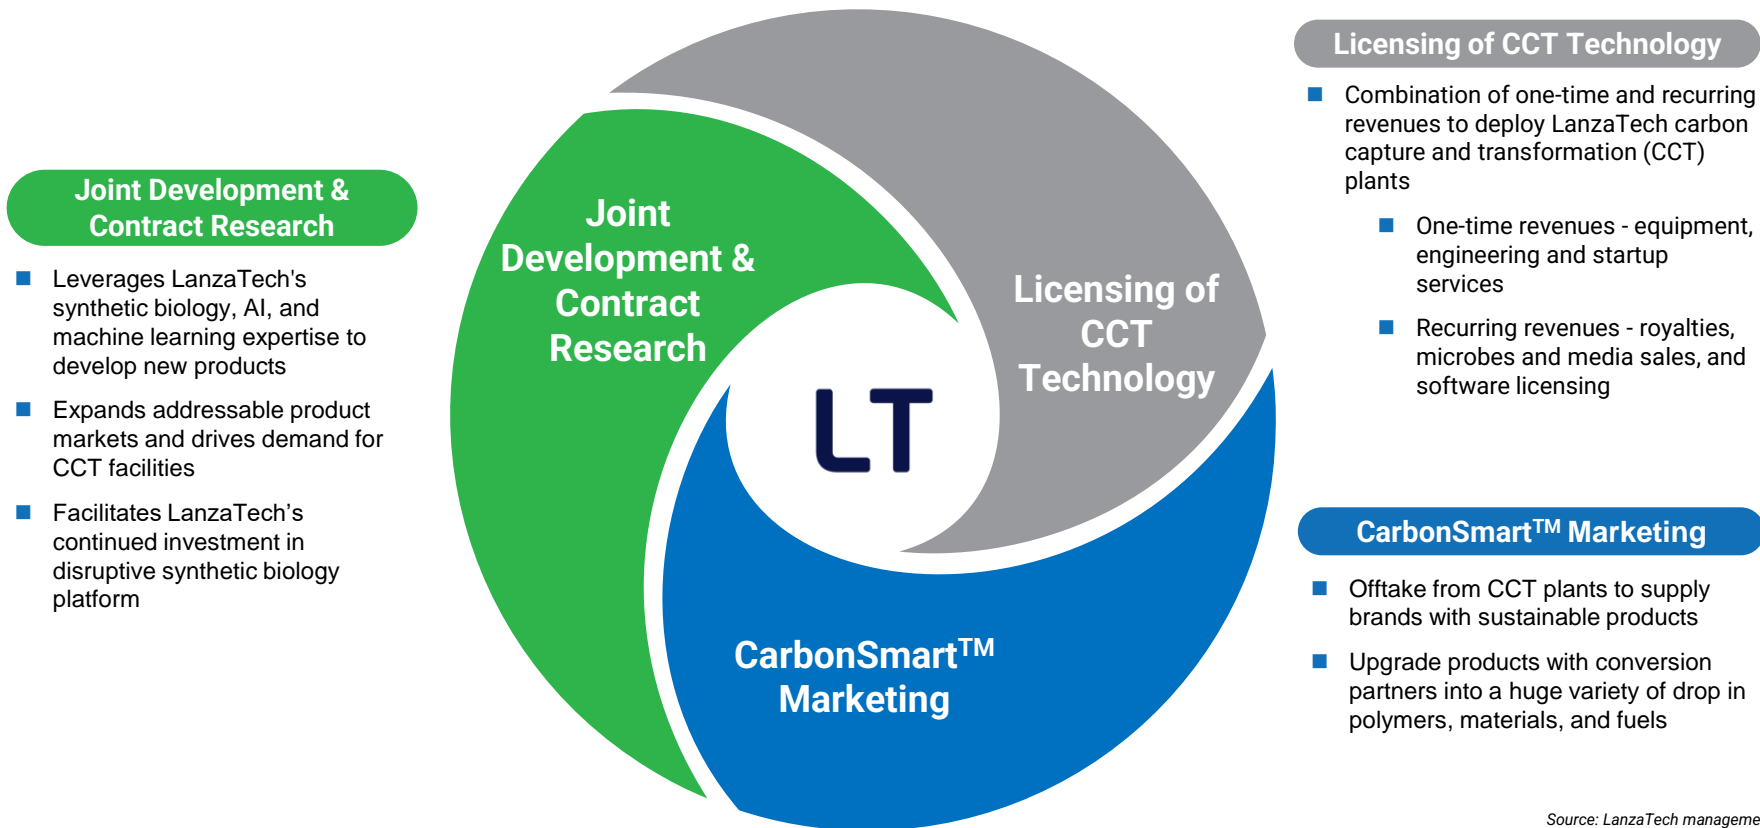 Joint Development &
Contract Research
Leverages LanzaTech's
synthetic biology, AI, and
machine learning expertise to
develop new products
Expands addressable product
markets and drives demand for
CCT facilities
Facilitates LanzaTech’s
continued investment in
disruptive synthetic biology
platform
Joint
Development &
Contract
Research
Licensing of
CCT
Technology
LT
CarbonSmart™
Marketing
Licensing of CCT Technology
Combination of one-time and recurring
revenues to deploy LanzaTech carbon
capture and transformation (CCT)
plants
One-time revenues - equipment,
engineering and startup
services
Recurring revenues - royalties,
microbes and media sales, and
software licensing
CarbonSmart™ Marketing
Offtake from CCT plants to supply
brands with sustainable products
Upgrade products with conversion
partners into a huge variety of drop in
polymers, materials, and fuels
Source: LanzaTech manageme